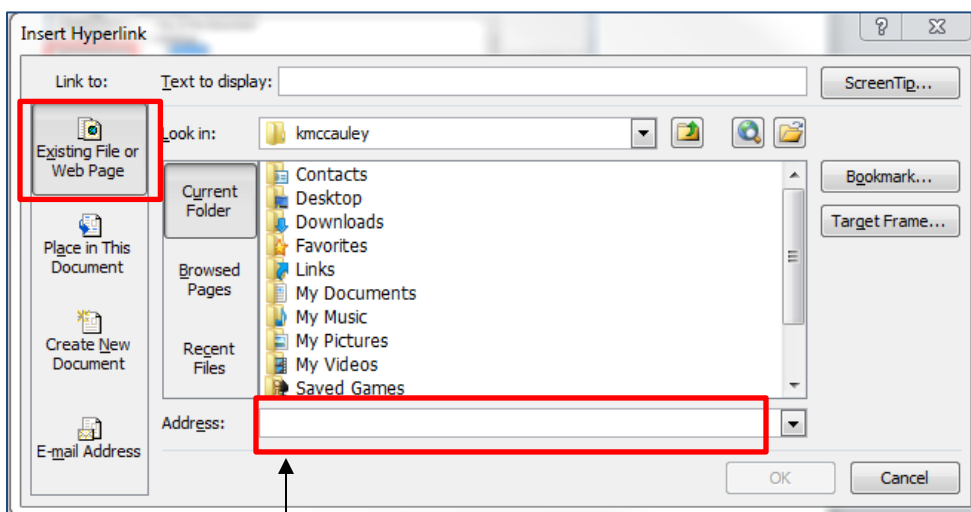 Insert Hyperlink
Link to:
Text to display:
ScreenTip...
Existing File or
Web Page
Look in:
kmccauley
Current
Folder
Contacts
Desktop
Downloads
Favorites
Links
My Documents
My Music
My Pictures
My Videos
Saved Games
Bookmark...
Target Frame...
Place in This
Document
Browsed
Pages
Create New
Document
Recent
Files
E-mail Address
Address:
OK
Cancel